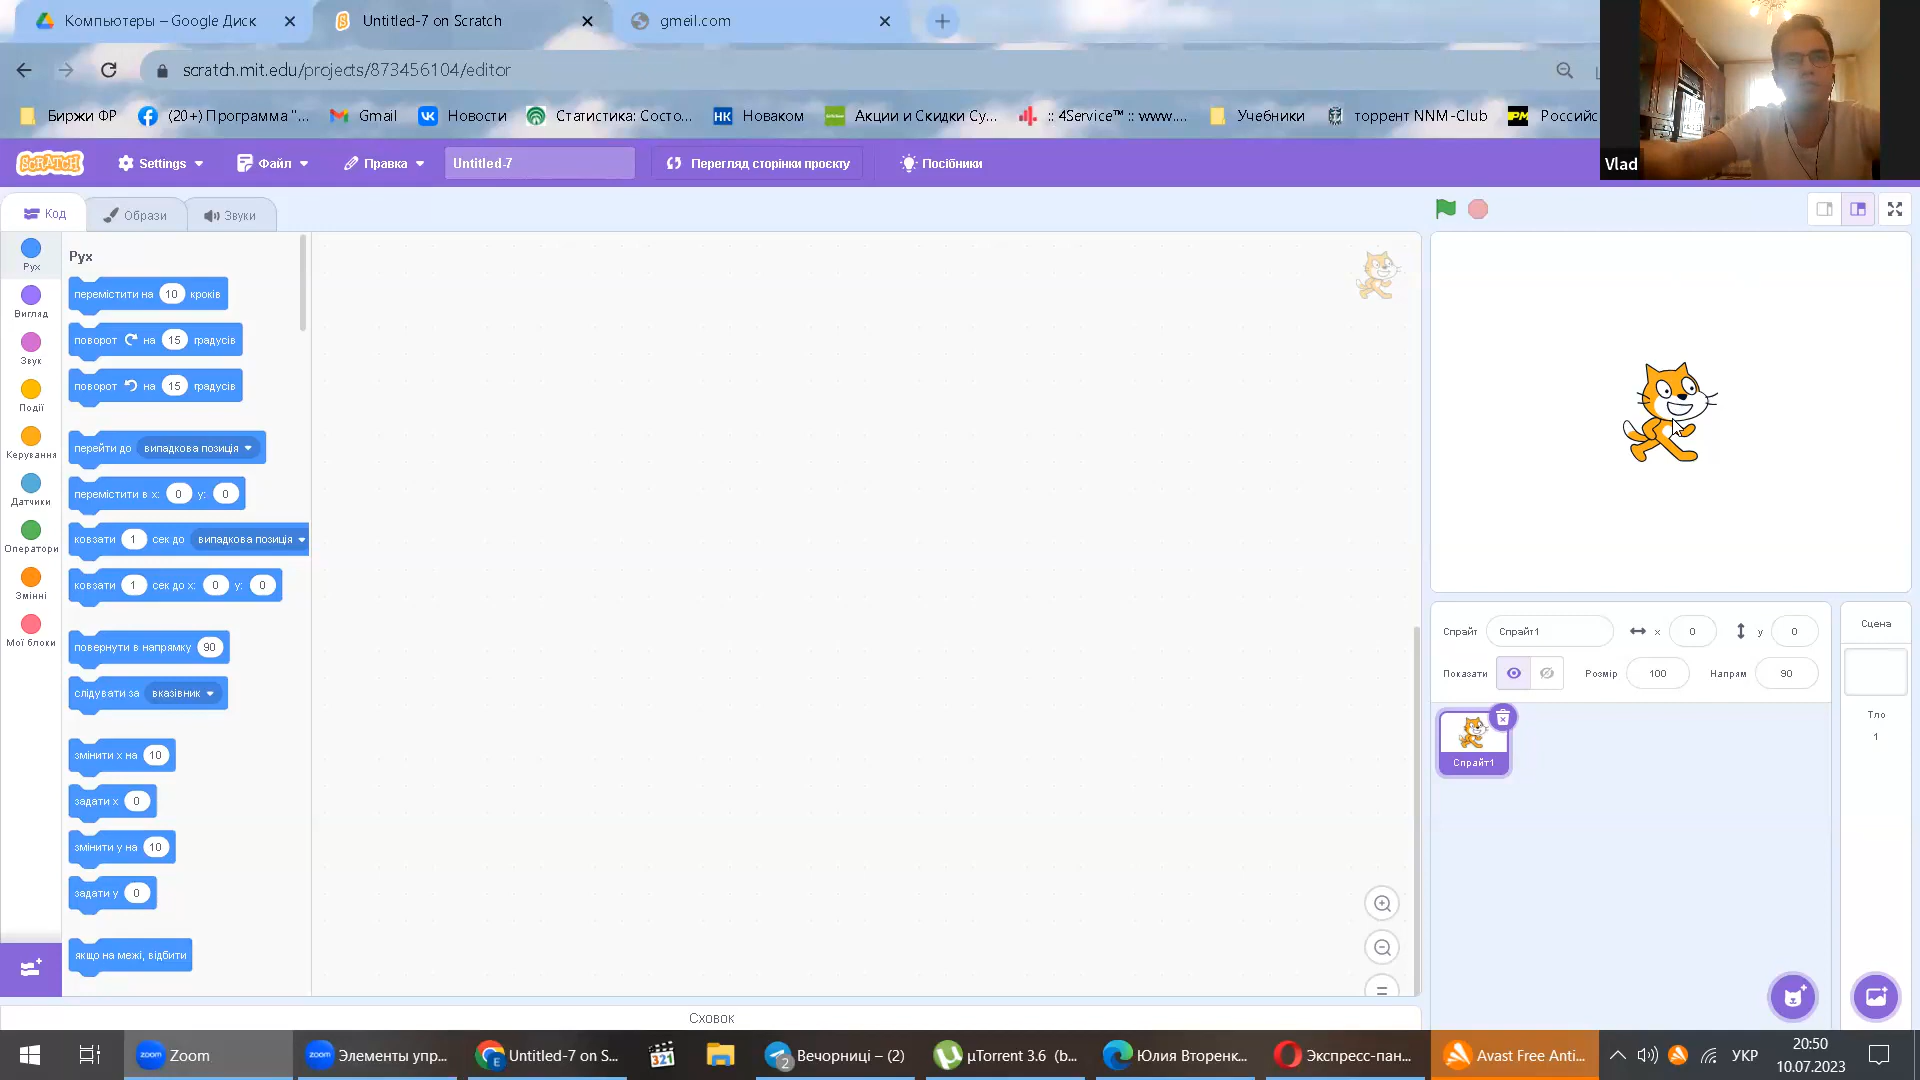 Компьютеры – Google Диск
Untitled-7 on Scratch
gmeil.com
scratch.mit.edu/projects/873456104/editor
Биржи ФР
(20+) Программа "...
Gmail
Новости
Статистика: Состо...
НК Новаком
Акции и Скидки Су...
:: 4Service™ :: www....
Учебники
торрент NNM-Club
Российс
Vlad
SCRATCH
Settings
Файл
Правка
Untitled-7
Перегляд сторінки проєкту
Посібники
Код
Образи
Звуки
Рух
Вигляд
Звук
Події
Керування
Датчики
Оператори
Змінні
Мої блоки
Рух
перемістити на 10 кроків
поворот на 15 градусів
поворот на 15 градусів
перейти до випадкова позиція
перемістити в x: 0 y: 0
ковзати 1 сек до випадкова позиція
ковзати 1 сек до x: 0 y: 0
повернути в напрямку 90
слідувати за вказівник
змінити x на 10
задати x 0
змінити y на 10
задати y 0
якщо на межі, відбити
Сховок
Спрайт Спрайт1 x 0 y 0
Показати Розмір 100 Напрям 90
Спрайт1
Сцена
Тло
1
zoom Zoom
zoom Элементы упр...
Untitled-7 on S...
321
2 Вечорниці – (2)
µTorrent 3.6 (b...
Юлия Вторенк...
Экспресс-пан...
Avast Free Anti...
УКР
20:50
10.07.2023